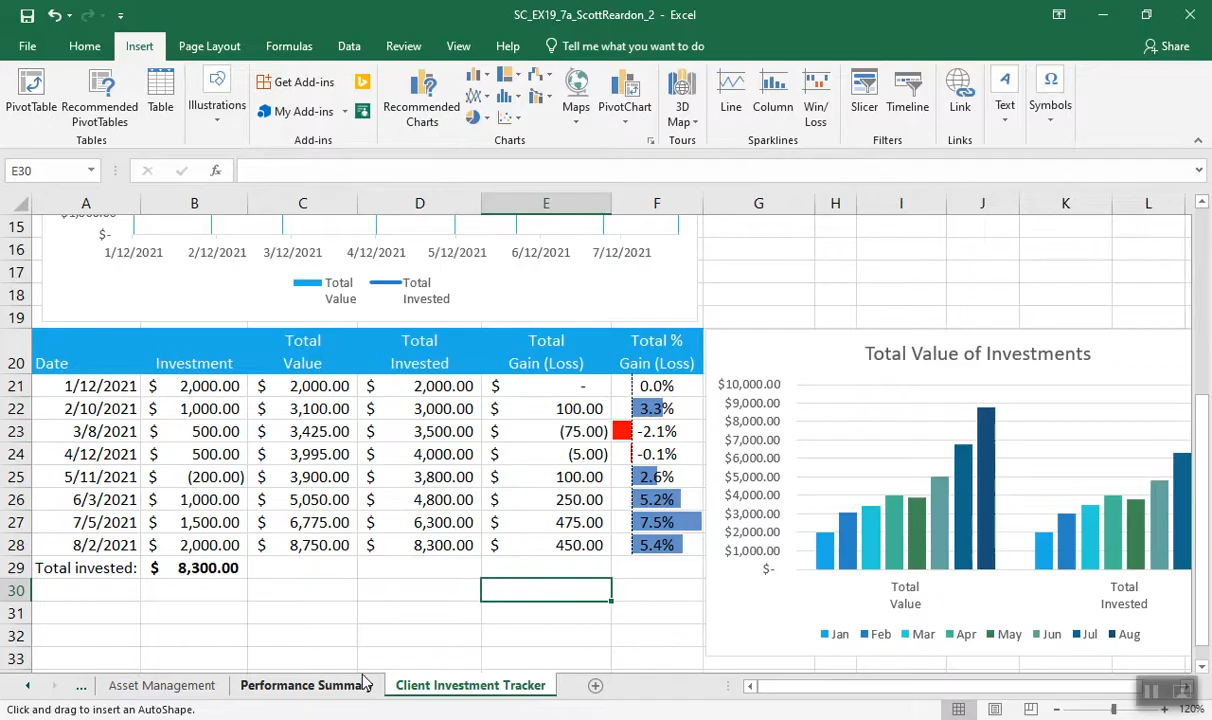 SC_EX19_7a_ScottReardon_2 - Excel
File Home Insert Page Layout Formulas Data Review View Help Tell me what you want to do Share
PivotTable Recommended PivotTables Table
Tables
Illustrations
Get Add-ins
My Add-ins
Add-ins
Recommended Charts
Maps PivotChart
Charts
3D Map
Tours
Line Column Win/Loss
Sparklines
Slicer Timeline
Filters
Link
Links
Text
Symbols
E30 fx
A B C D E F G H I J K L
15 $-
16 1/12/2021 2/12/2021 3/12/2021 4/12/2021 5/12/2021 6/12/2021 7/12/2021
17
18 Total Value Total Invested
19
20 Date Investment Total Value Total Invested Total Gain (Loss) Total % Gain (Loss)
21 1/12/2021 $ 2,000.00 $ 2,000.00 $ 2,000.00 $ - 0.0%
22 2/10/2021 $ 1,000.00 $ 3,100.00 $ 3,000.00 $ 100.00 3.3%
23 3/8/2021 $ 500.00 $ 3,425.00 $ 3,500.00 $ (75.00) -2.1%
24 4/12/2021 $ 500.00 $ 3,995.00 $ 4,000.00 $ (5.00) -0.1%
25 5/11/2021 $ (200.00) $ 3,900.00 $ 3,800.00 $ 100.00 2.6%
26 6/3/2021 $ 1,000.00 $ 5,050.00 $ 4,800.00 $ 250.00 5.2%
27 7/5/2021 $ 1,500.00 $ 6,775.00 $ 6,300.00 $ 475.00 7.5%
28 8/2/2021 $ 2,000.00 $ 8,750.00 $ 8,300.00 $ 450.00 5.4%
29 Total invested: $ 8,300.00
30
31
32
33
Total Value of Investments
$10,000.00
$9,000.00
$8,000.00
$7,000.00
$6,000.00
$5,000.00
$4,000.00
$3,000.00
$2,000.00
$1,000.00
$-
Total Value Total Invested
Jan Feb Mar Apr May Jun Jul Aug
... Asset Management Performance Summa Client Investment Tracker
Click and drag to insert an AutoShape. 120%